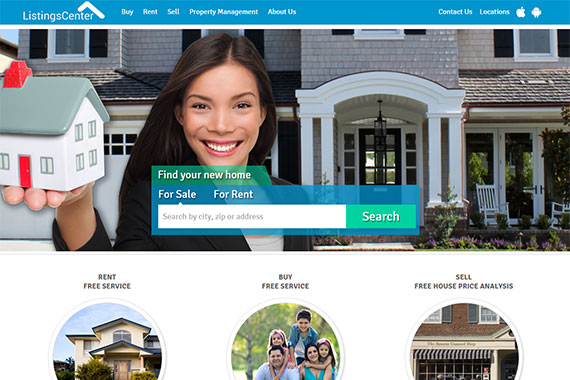 ListingsCenter Buy Rent Sell Property Management About Us Contact Us Locations
Find your new home
For Sale For Rent
Search by city, zip or address Search
RENT
FREE SERVICE
BUY
FREE SERVICE
SELL
FREE HOUSE PRICE ANALYSIS